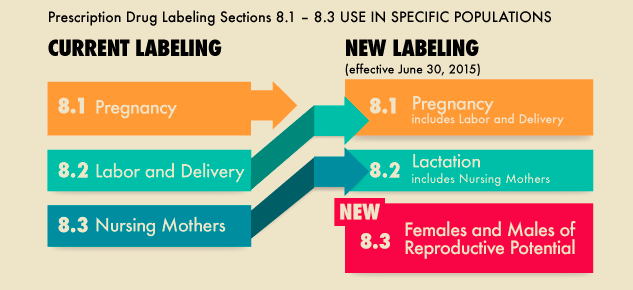 Prescription Drug Labeling Sections 8.1 – 8.3 USE IN SPECIFIC POPULATIONS
CURRENT LABELING
8.1 Pregnancy
8.2 Labor and Delivery
8.3 Nursing Mothers
NEW LABELING
(effective June 30, 2015)
8.1 Pregnancy
includes Labor and Delivery
8.2 Lactation
includes Nursing Mothers
NEW
8.3 Females and Males of
Reproductive Potential